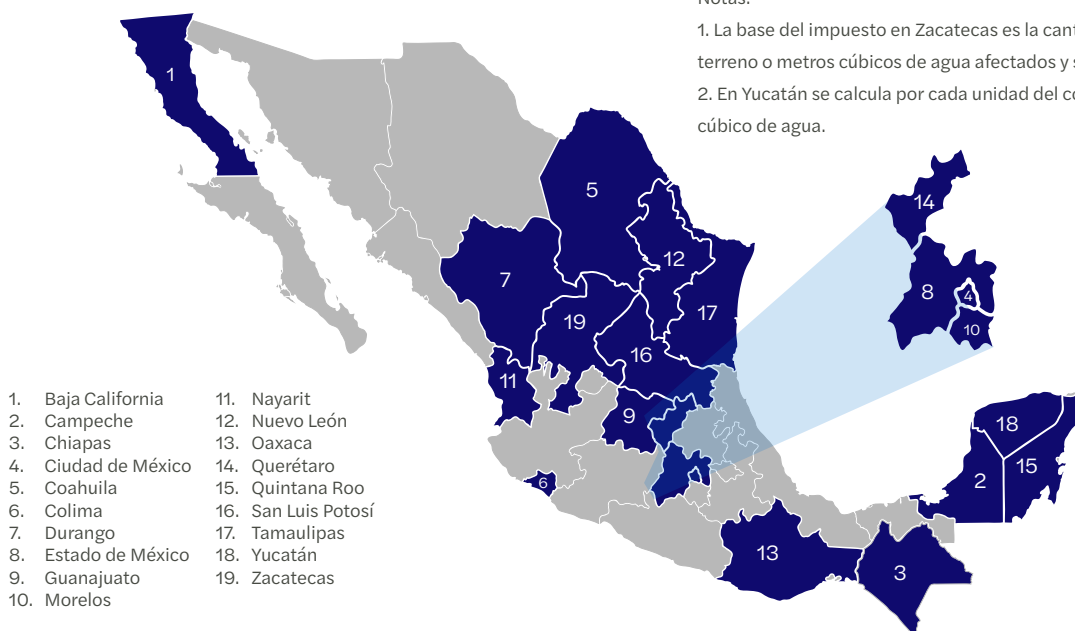 Notas:
1. La base del impuesto en Zacatecas es la
terreno o metros cúbicos de agua afectados y
2. En Yucatán se calcula por cada unidad del
cúbico de agua.
1
5
14
12
8
4
7
10
17
19
16
11
9
18
15
2
6
13
3
1. Baja California
2. Campeche
3. Chiapas
4. Ciudad de México
5. Coahuila
6. Colima
7. Durango
8. Estado de México
9. Guanajuato
10. Morelos
11. Nayarit
12. Nuevo León
13. Oaxaca
14. Querétaro
15. Quintana Roo
16. San Luis Potosí
17. Tamaulipas
18. Yucatán
19. Zacatecas